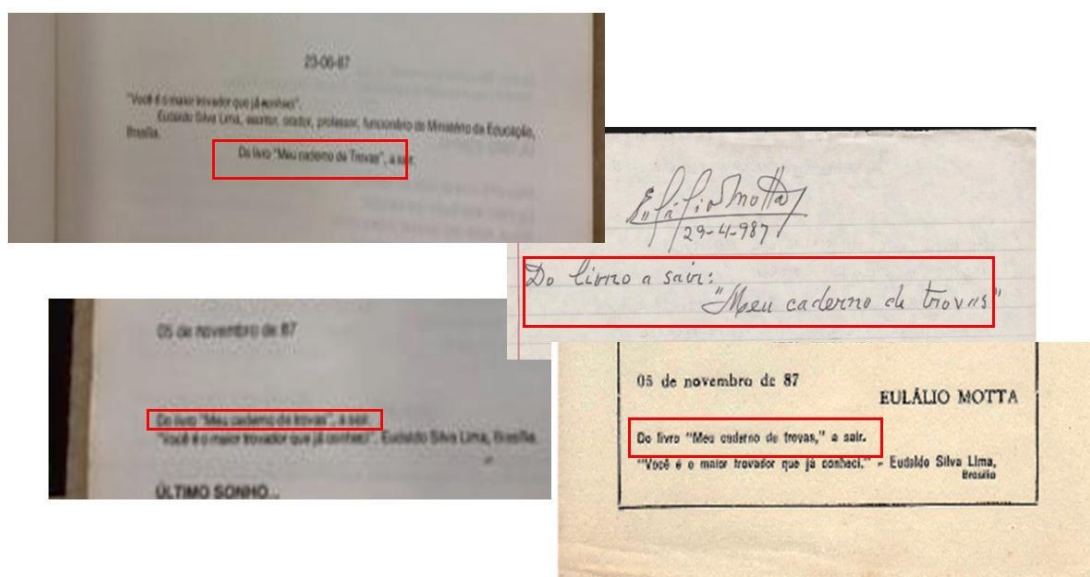 23-06-87
"Você é o maior trovador que já conheci".
Eudaldo Silva Lima, escritor, orador, professor, funcionário do Ministério da Educação,
Brasília.
Do livro "Meu caderno de Trovas", a sair.
Eulálio Motta
29-4-987
Do livro a sair:
"Meu caderno de trovas"
05 de novembro de 87
Do livro "Meu caderno de trovas", a sair.
"Você é o maior trovador que já conheci". Eudaldo Silva Lima, Brasília.
ÚLTIMO SONHO...
05 de novembro de 87
EULÁLIO MOTTA
Do livro "Meu caderno de trovas," a sair.
"Você é o maior trovador que já conheci." - Eudaldo Silva Lima,
Brasília